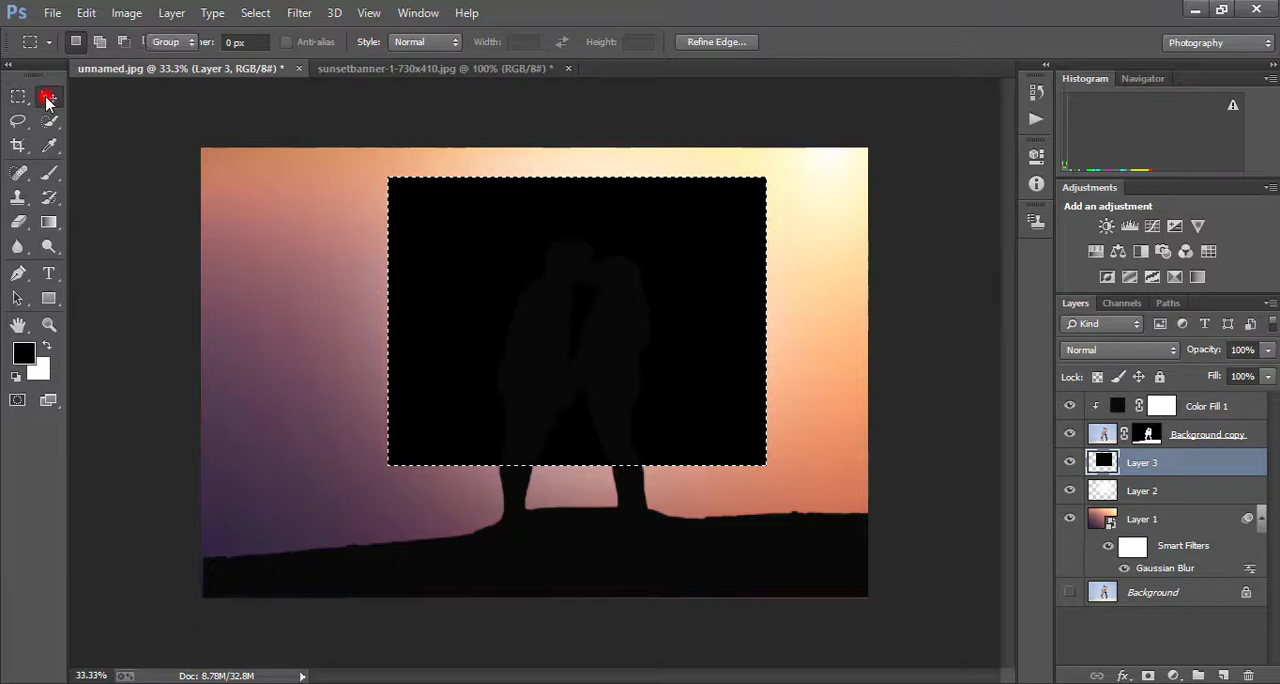 Ps File Edit Image Layer Type Select Filter 3D View Window Help
Group 0 px Anti-alias Style: Normal Width: Height: Refine Edge... Photography
unnamed.jpg @ 33.3% (Layer 3, RGB/8#) * × sunsetbanner-1-730x410.jpg @ 100% (RGB/8#) * ×
Histogram Navigator
Adjustments
Add an adjustment
Layers Channels Paths
Kind
Normal Opacity: 100%
Lock: Fill: 100%
Color Fill 1
Background copy
Layer 3
Layer 2
Layer 1
Smart Filters
Gaussian Blur
Background
33.33% Doc: 8.78M/32.8M